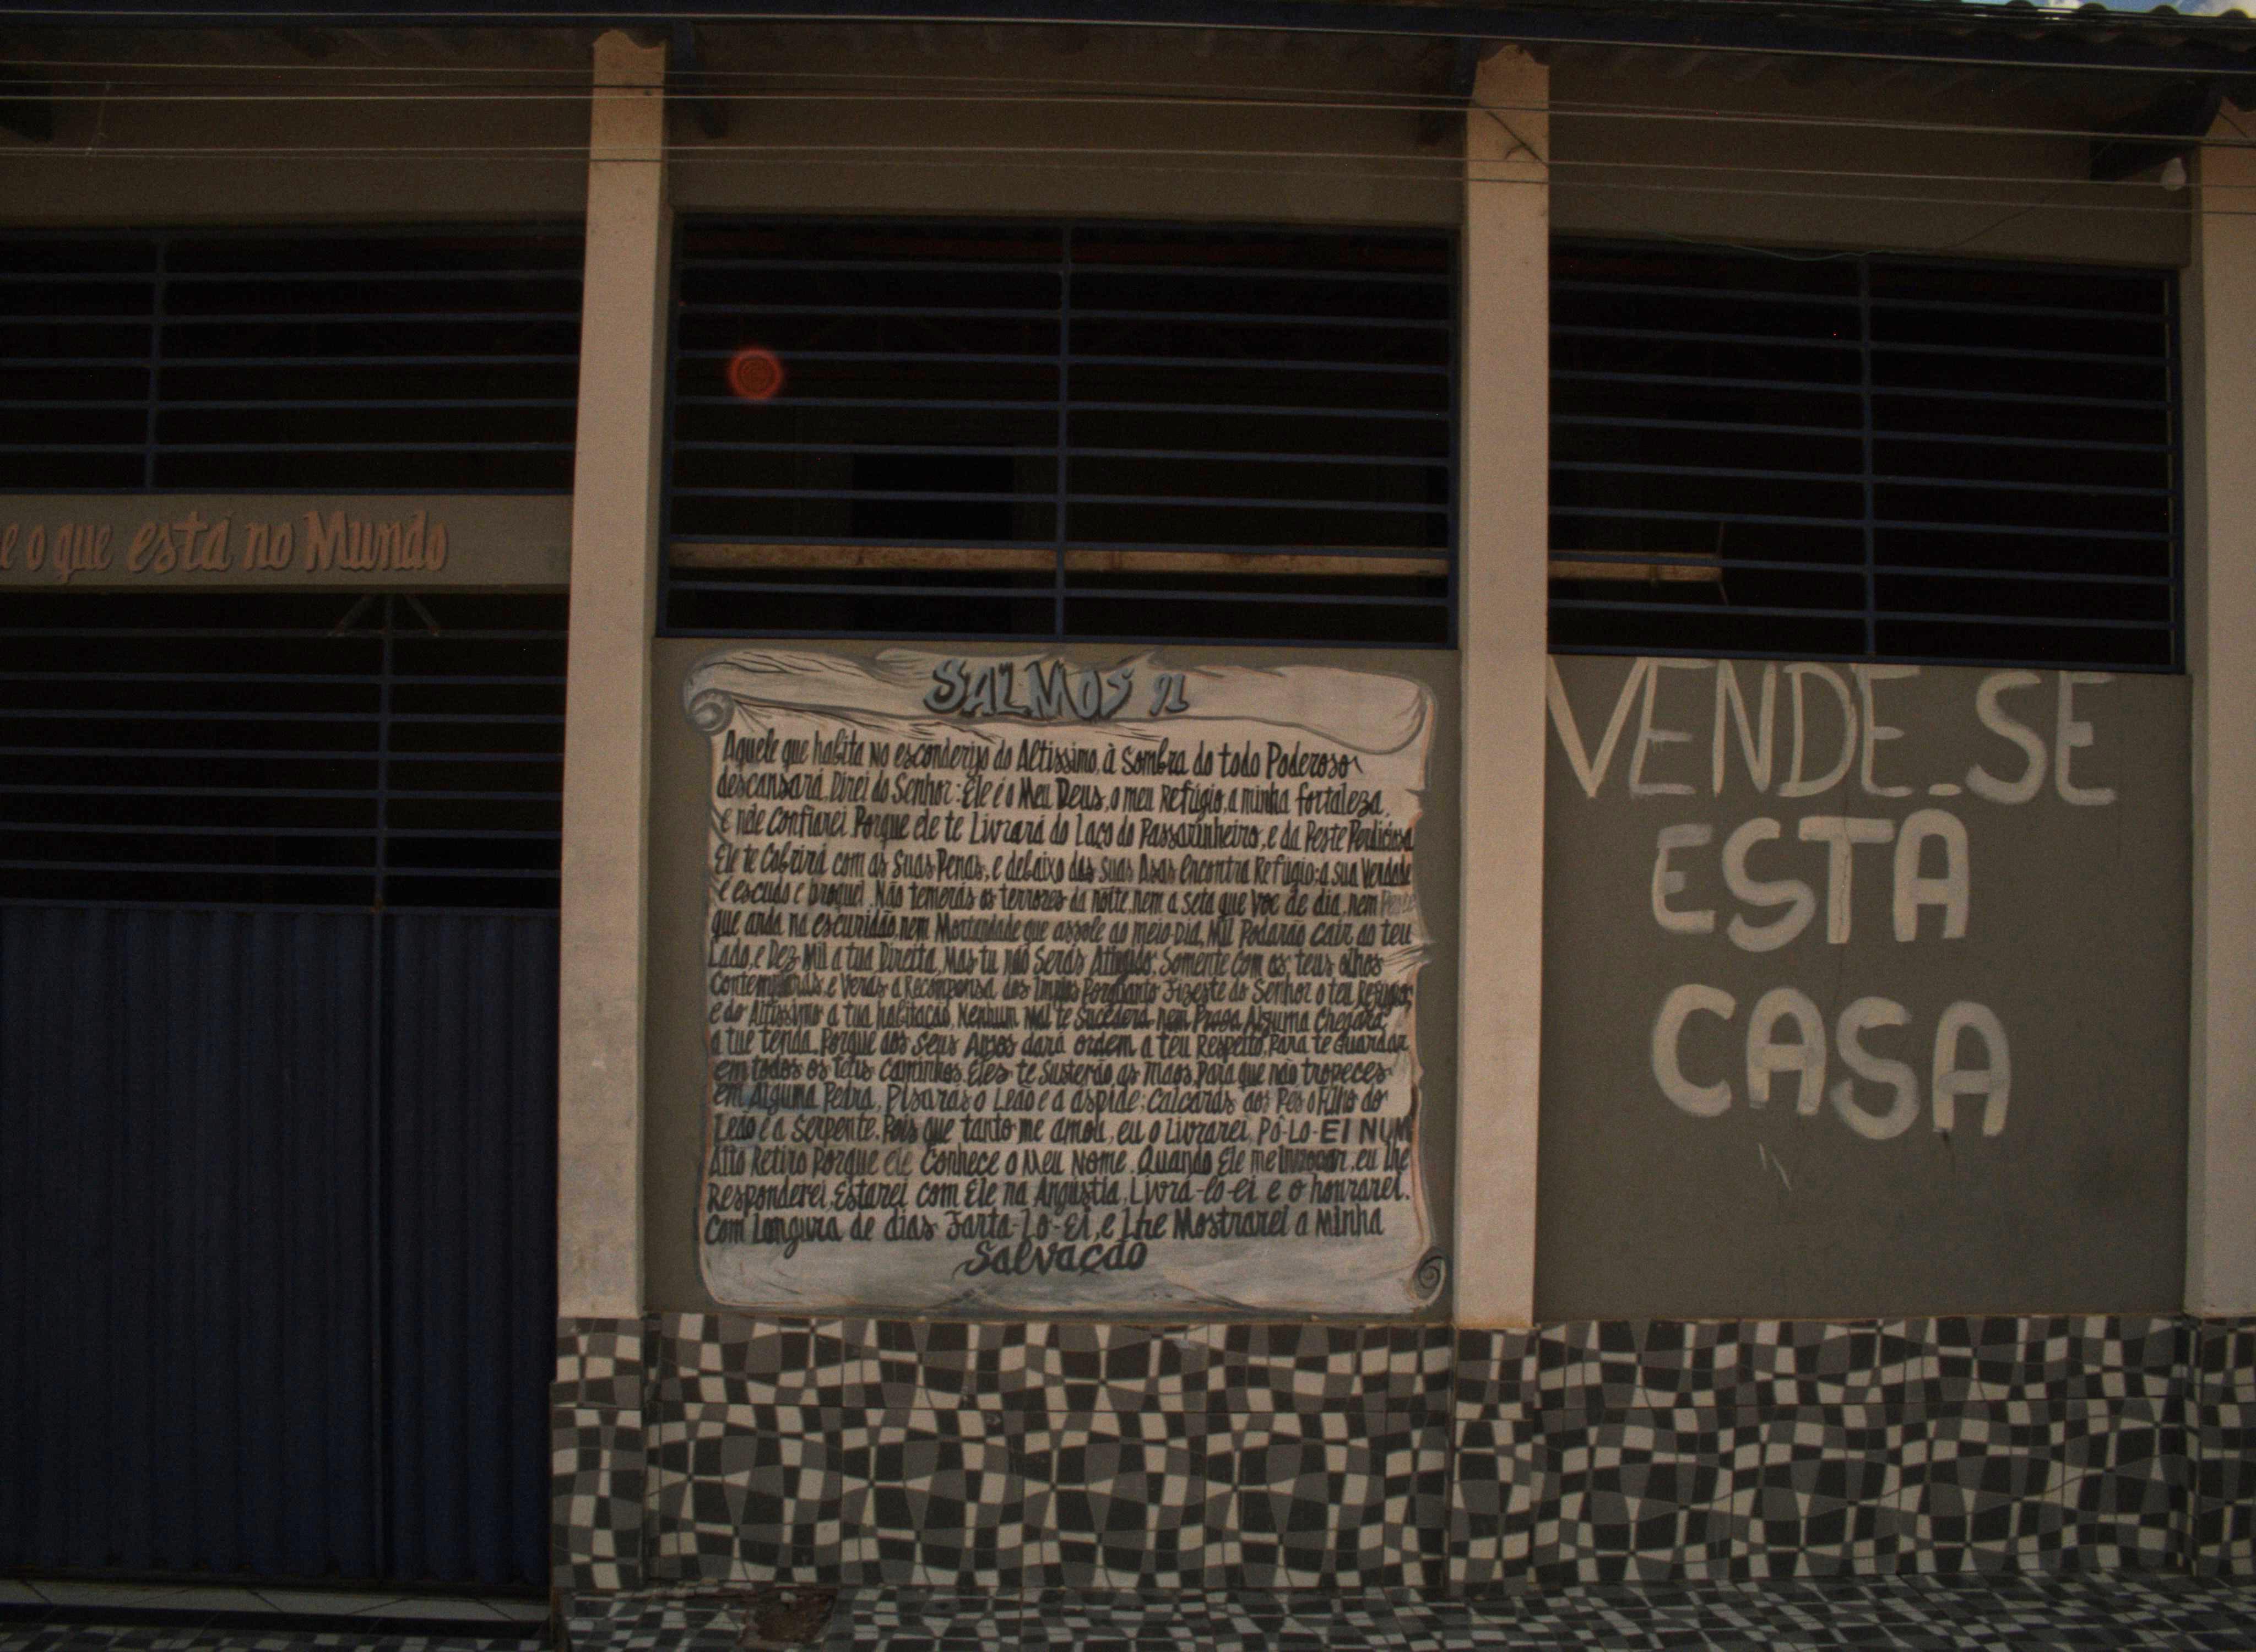 e o que está no Mundo
SALMOS 91
Aquele que habita no esconderijo do Altíssimo, à Sombra do todo Poderoso
descansará. Direi do Senhor: Ele é o Meu Deus, o meu Refúgio, a minha fortaleza,
e nele Confiarei. Porque ele te Livrará do Laço do Passarinheiro, e da Peste Perdiciosa
Ele te Cobrirá com as Suas Penas, e debaixo das Suas Asas encontra Refúgio: a sua Verdade
é escudo e broquel. Não temerás os terrores da noite, nem a seta que Voe de dia, nem Peste
que anda na escuridão, nem Mortandade que assole ao meio-Dia, Mil Poderão cair ao teu
Lado, e Dez Mil a tua Direita, Mas tu não Serás Atingido: Somente com os teus olhos
Contemplarás, e Verás a Recompensa dos Ímpios Porquanto Fizeste do Senhor o teu Refúgio,
e do Altíssimo a tua habitação, Nenhum Mal te Sucederá, nem Praga Alguma Chegará
a tue tenda. Porque aos Seus Anjos dará ordem a teu Respeito, Para te Guardar
em todos os Teus Caminhos. Eles te Susterão, as mãos, Para que não tropeces
em Alguma Pedra, Pisarás o Leão e a áspide; Calcarás aos Pés o Filho do
Leão e a Serpente. Pois que tanto me amou, eu o Livrarei, Pô-Lo-EI NUM
Alto Retiro Porque ele Conhece o Meu Nome. Quando Ele me Invocar, eu lhe
Responderei, Estarei com Ele na Angústia, Livrá-lo-ei e o honrarei.
Com Longura de dias Farta-Lo-Ei, e Lhe Mostrarei a Minha
Salvação
VENDE-SE
ESTÁ
CASA